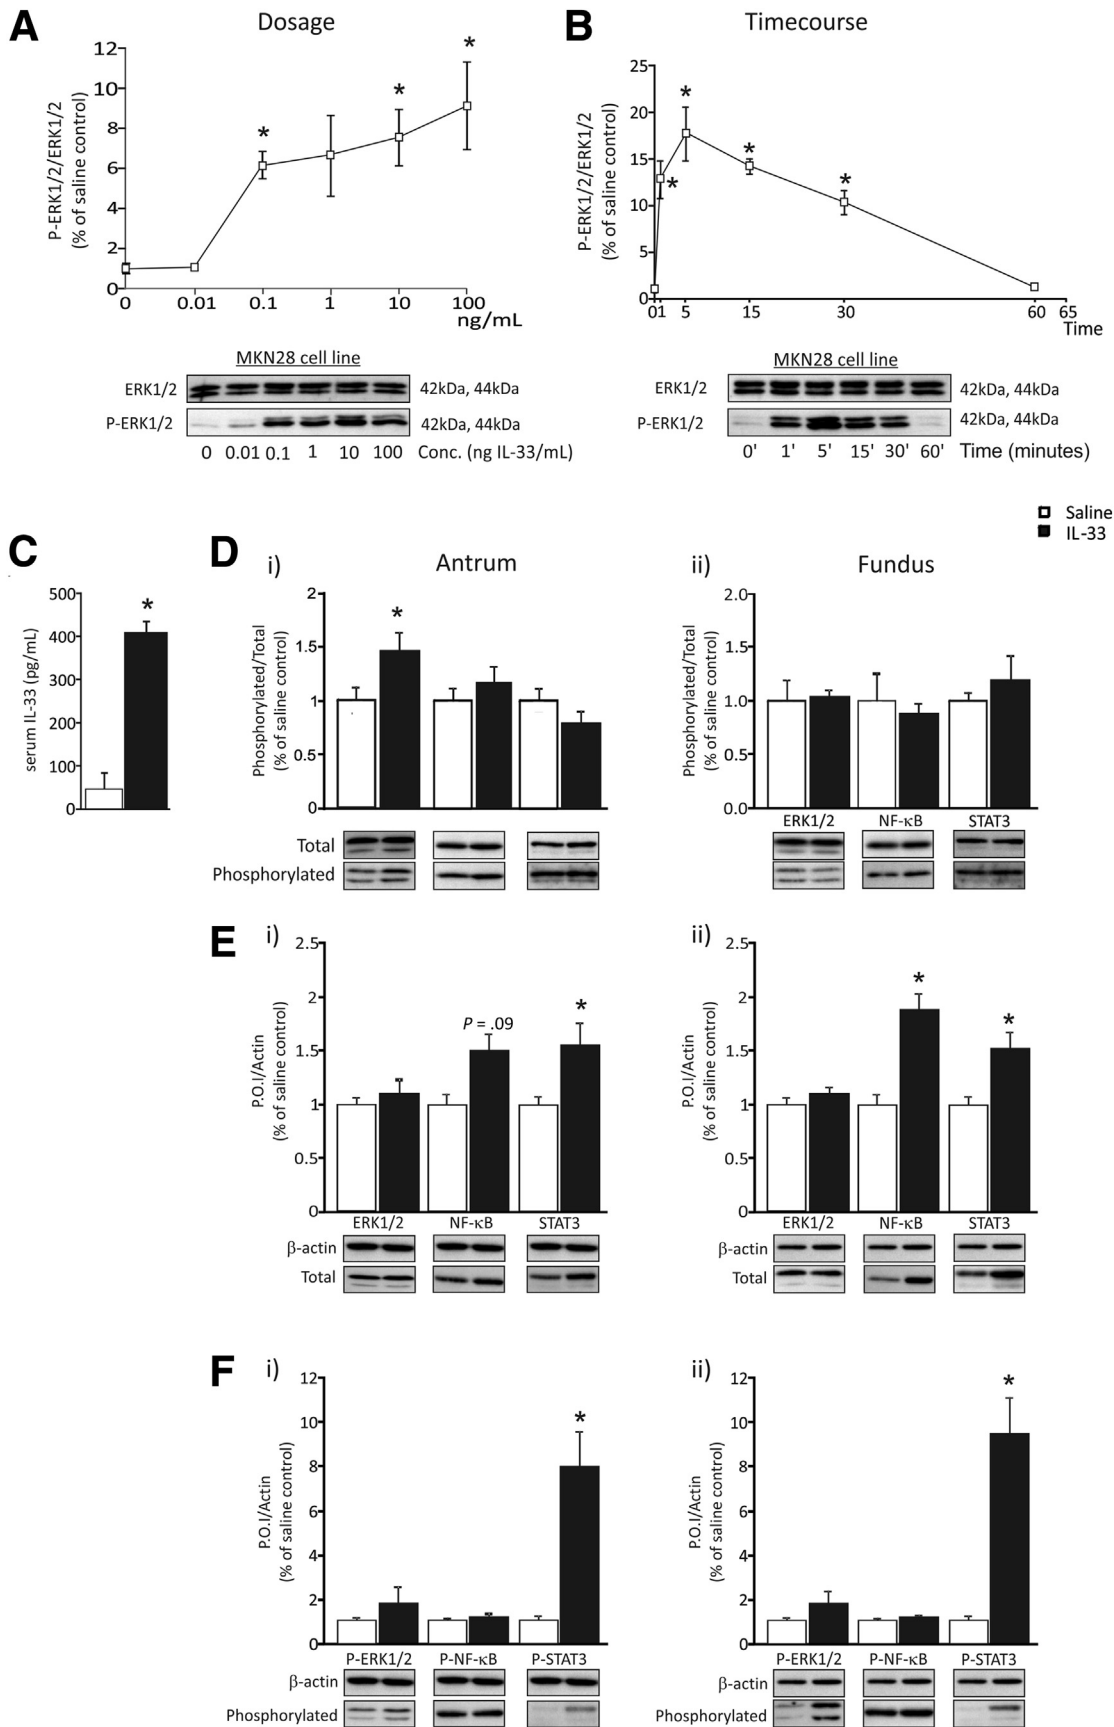 A
Dosage
P-ERK1/2/ERK1/2
(% of saline control)
12
10
8
6
4
2
0
*
*
*
0 0.01 0.1 1 10 100
ng/mL
MKN28 cell line
ERK1/2
42kDa, 44kDa
P-ERK1/2
42kDa, 44kDa
0 0.01 0.1 1 10 100 Conc. (ng IL-33/mL)
B
Timecourse
P-ERK1/2/ERK1/2
(% of saline control)
25
20
15
10
5
0
*
*
*
*
01 5 15 30 60 65
Time
MKN28 cell line
ERK1/2
42kDa, 44kDa
P-ERK1/2
42kDa, 44kDa
0' 1' 5' 15' 30' 60' Time (minutes)
Saline
IL-33
C
serum IL-33 (pg/mL)
500
400
300
200
100
0
*
D
i)
Antrum
Phosphorylated/Total
(% of saline control)
2
1.5
1
0.5
0
*
Total
Phosphorylated
ii)
Fundus
Phosphorylated/Total
(% of saline control)
2.0
1.5
1.0
0.5
0.0
ERK1/2 NF-κB STAT3
E
i)
P.O.I/Actin
(% of saline control)
2.5
2
1.5
1
0.5
0
P = .09
*
ERK1/2 NF-κB STAT3
β-actin
Total
ii)
P.O.I/Actin
(% of saline control)
2.5
2
1.5
1
0.5
0
*
*
ERK1/2 NF-κB STAT3
β-actin
Total
F
i)
P.O.I/Actin
(% of saline control)
12
10
8
6
4
2
0
*
P-ERK1/2 P-NF-κB P-STAT3
β-actin
Phosphorylated
ii)
P.O.I/Actin
(% of saline control)
12
10
8
6
4
2
0
*
P-ERK1/2 P-NF-κB P-STAT3
β-actin
Phosphorylated